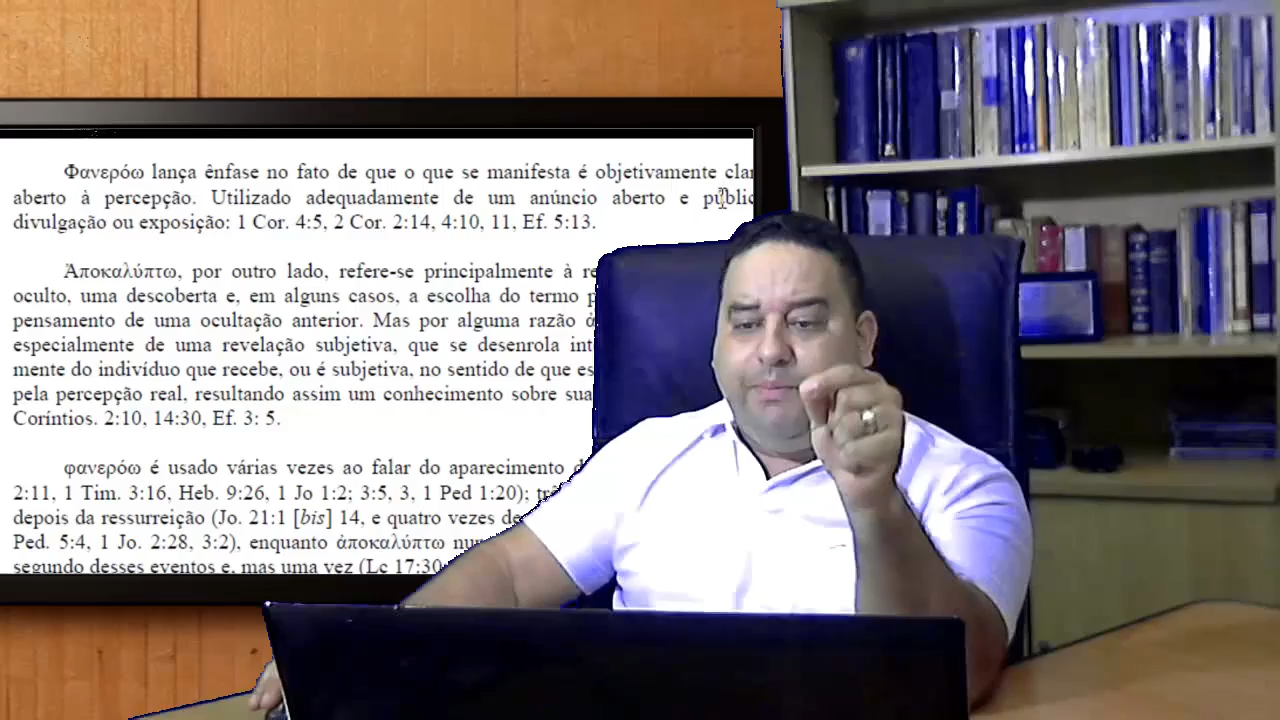 Φανερόω lança ênfase no fato de que o que se manifesta é objetivamente
aberto à percepção. Utilizado adequadamente de um anúncio aberto e
divulgação ou exposição: 1 Cor. 4:5, 2 Cor. 2:14, 4:10, 11, Ef. 5:13.
Ἀποκαλύπτω, por outro lado, refere-se principalmente à
oculto, uma descoberta e, em alguns casos, a escolha do termo
pensamento de uma ocultação anterior. Mas por alguma razão
especialmente de uma revelação subjetiva, que se desenrola
mente do indivíduo que recebe, ou é subjetiva, no sentido de que
pela percepção real, resultando assim um conhecimento sobre
Coríntios. 2:10, 14:30, Ef. 3: 5.
φανερόω é usado várias vezes ao falar do aparecimento
2:11, 1 Tim. 3:16, Heb. 9:26, 1 Jo 1:2; 3:5, 3, 1 Ped 1:20);
depois da ressurreição (Jo. 21:1 [bis] 14, e quatro vezes
Ped. 5:4, 1 Jo. 2:28, 3:2), enquanto ἀποκαλύπτω
segundo desses eventos e, mas uma vez (Lc 17:30